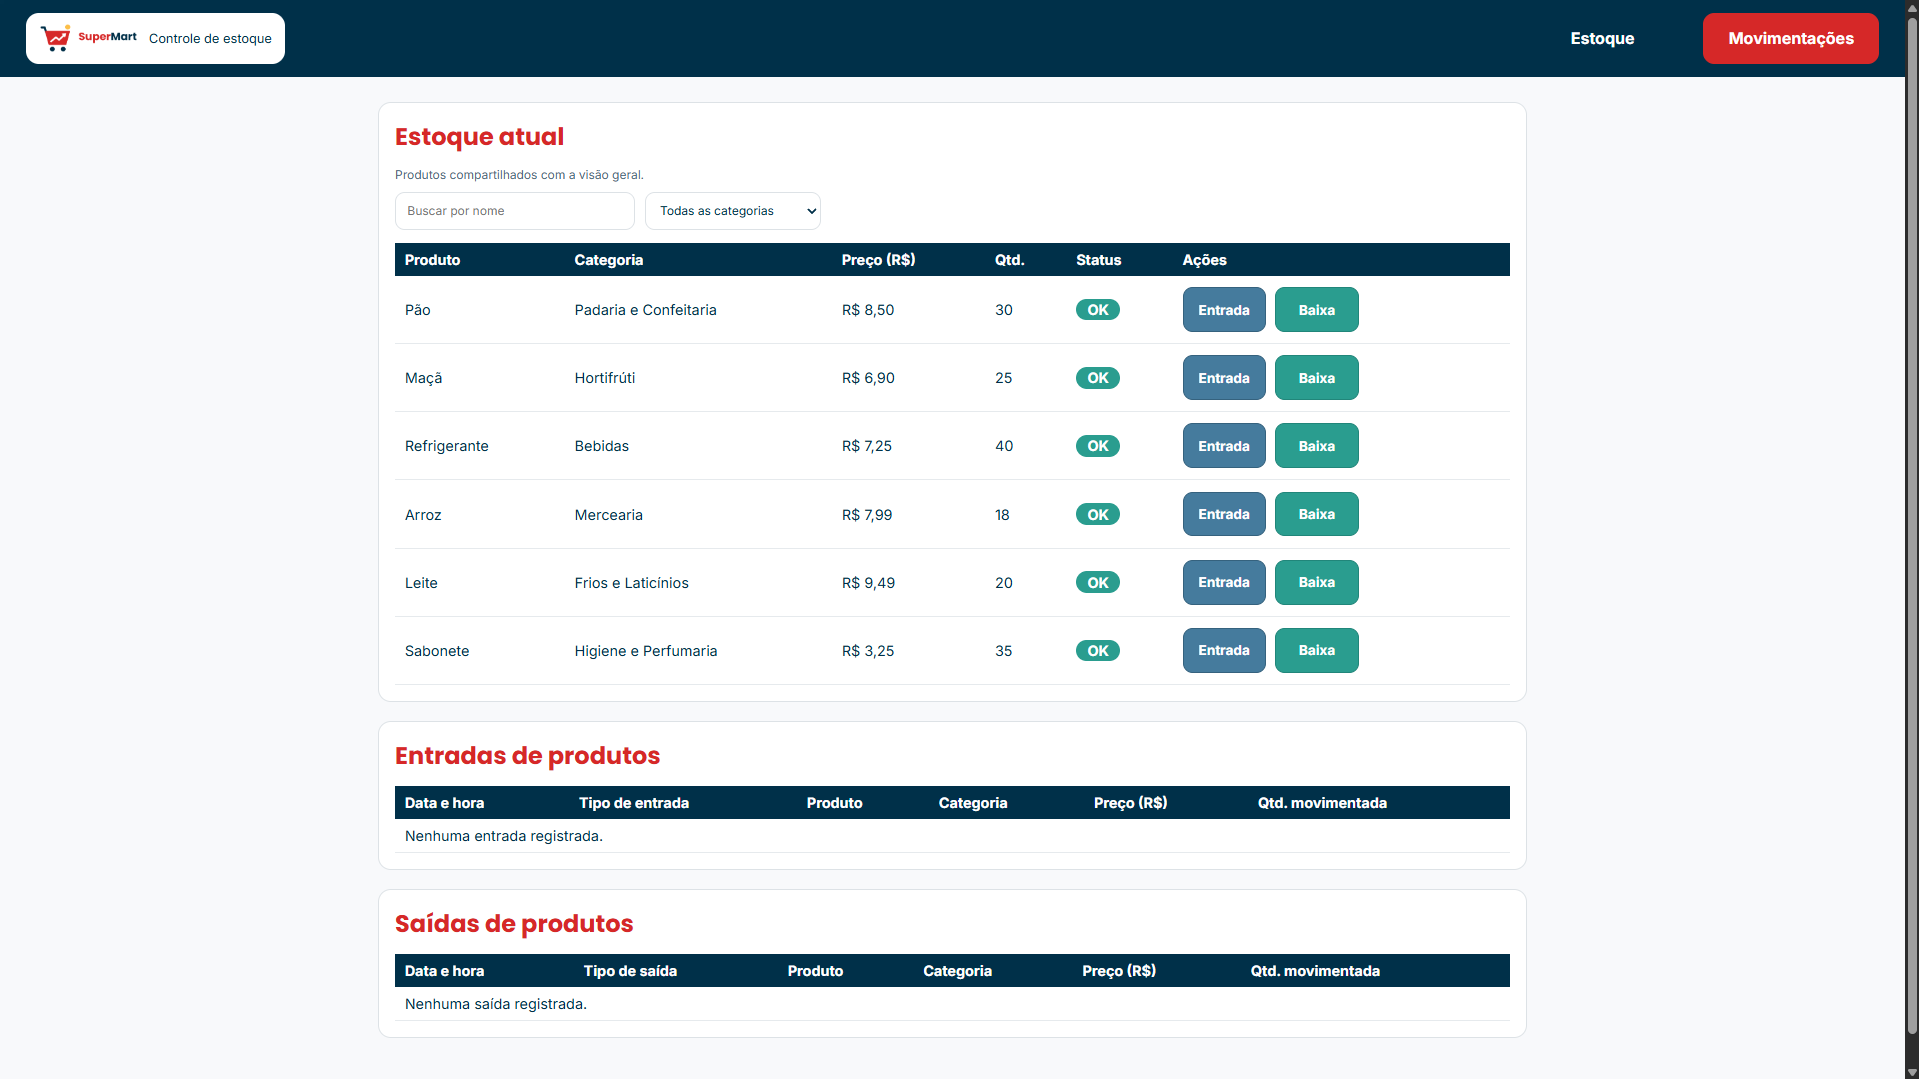 SuperMart Controle de estoque Estoque Movimentações
Estoque atual
Produtos compartilhados com a visão geral.
Buscar por nome Todas as categorias
Produto Categoria Preço (R$) Qtd. Status Ações
Pão Padaria e Confeitaria R$ 8,50 30 OK Entrada Baixa
Maçã Hortifrúti R$ 6,90 25 OK Entrada Baixa
Refrigerante Bebidas R$ 7,25 40 OK Entrada Baixa
Arroz Mercearia R$ 7,99 18 OK Entrada Baixa
Leite Frios e Laticínios R$ 9,49 20 OK Entrada Baixa
Sabonete Higiene e Perfumaria R$ 3,25 35 OK Entrada Baixa
Entradas de produtos
Data e hora Tipo de entrada Produto Categoria Preço (R$) Qtd. movimentada
Nenhuma entrada registrada.
Saídas de produtos
Data e hora Tipo de saída Produto Categoria Preço (R$) Qtd. movimentada
Nenhuma saída registrada.